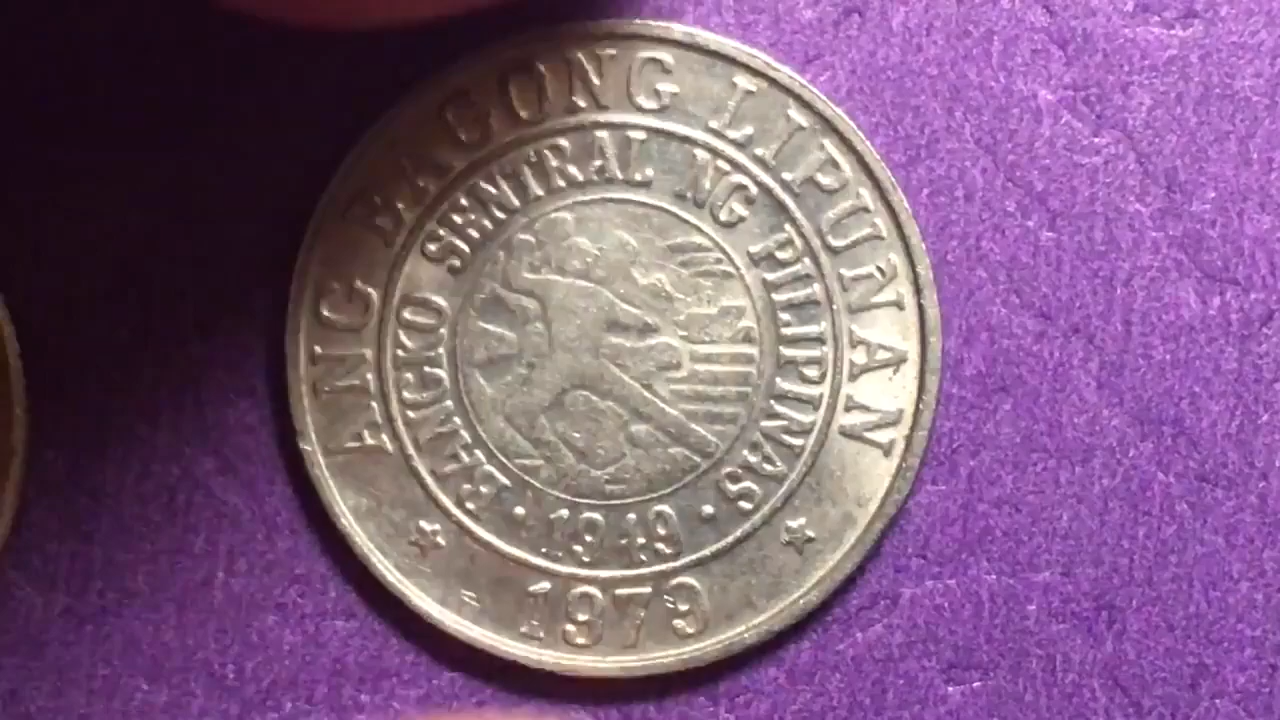 ANG BAGONG LIPUNAN
BANGKO SENTRAL NG PILIPINAS
· 1949 ·
1979